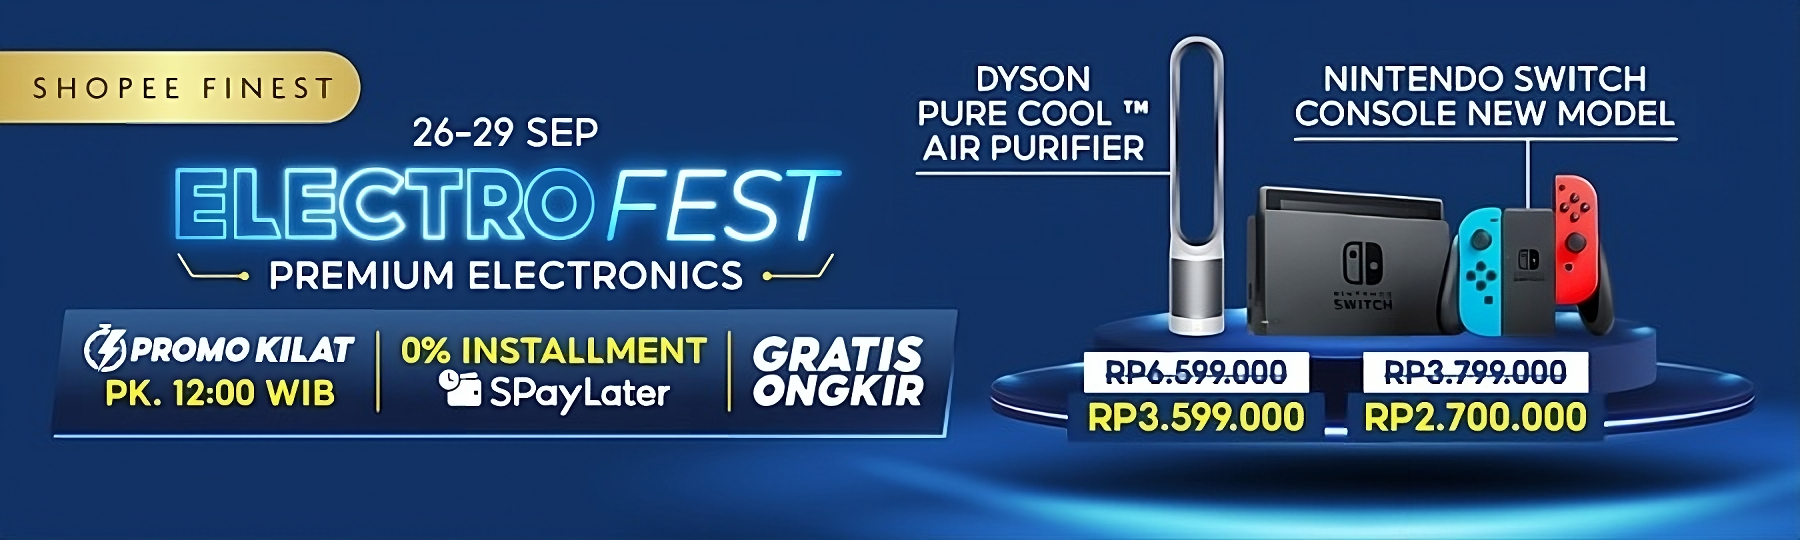 SHOPEE FINEST
26-29 SEP
ELECTRO FEST
PREMIUM ELECTRONICS
PROMO KILAT
PK. 12:00 WIB
0% INSTALLMENT
SPayLater
GRATIS
ONGKIR
DYSON
PURE COOL ™
AIR PURIFIER
NINTENDO SWITCH
CONSOLE NEW MODEL
NINTENDO
SWITCH
RP6.599.000
RP3.599.000
RP3.799.000
RP2.700.000